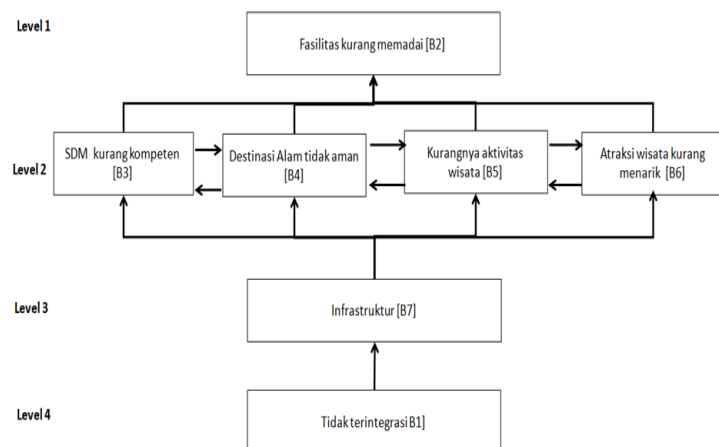 Level 1
Fasilitas kurang memadai [B2]
Level 2
SDM kurang kompeten
[B3]
Destinasi Alam tidak aman
[B4]
Kurangnya aktivitas
wisata [B5]
Atraksi wisata kurang
menarik [B6]
Level 3
Infrastruktur [B7]
Level 4
Tidak terintegrasi B1]